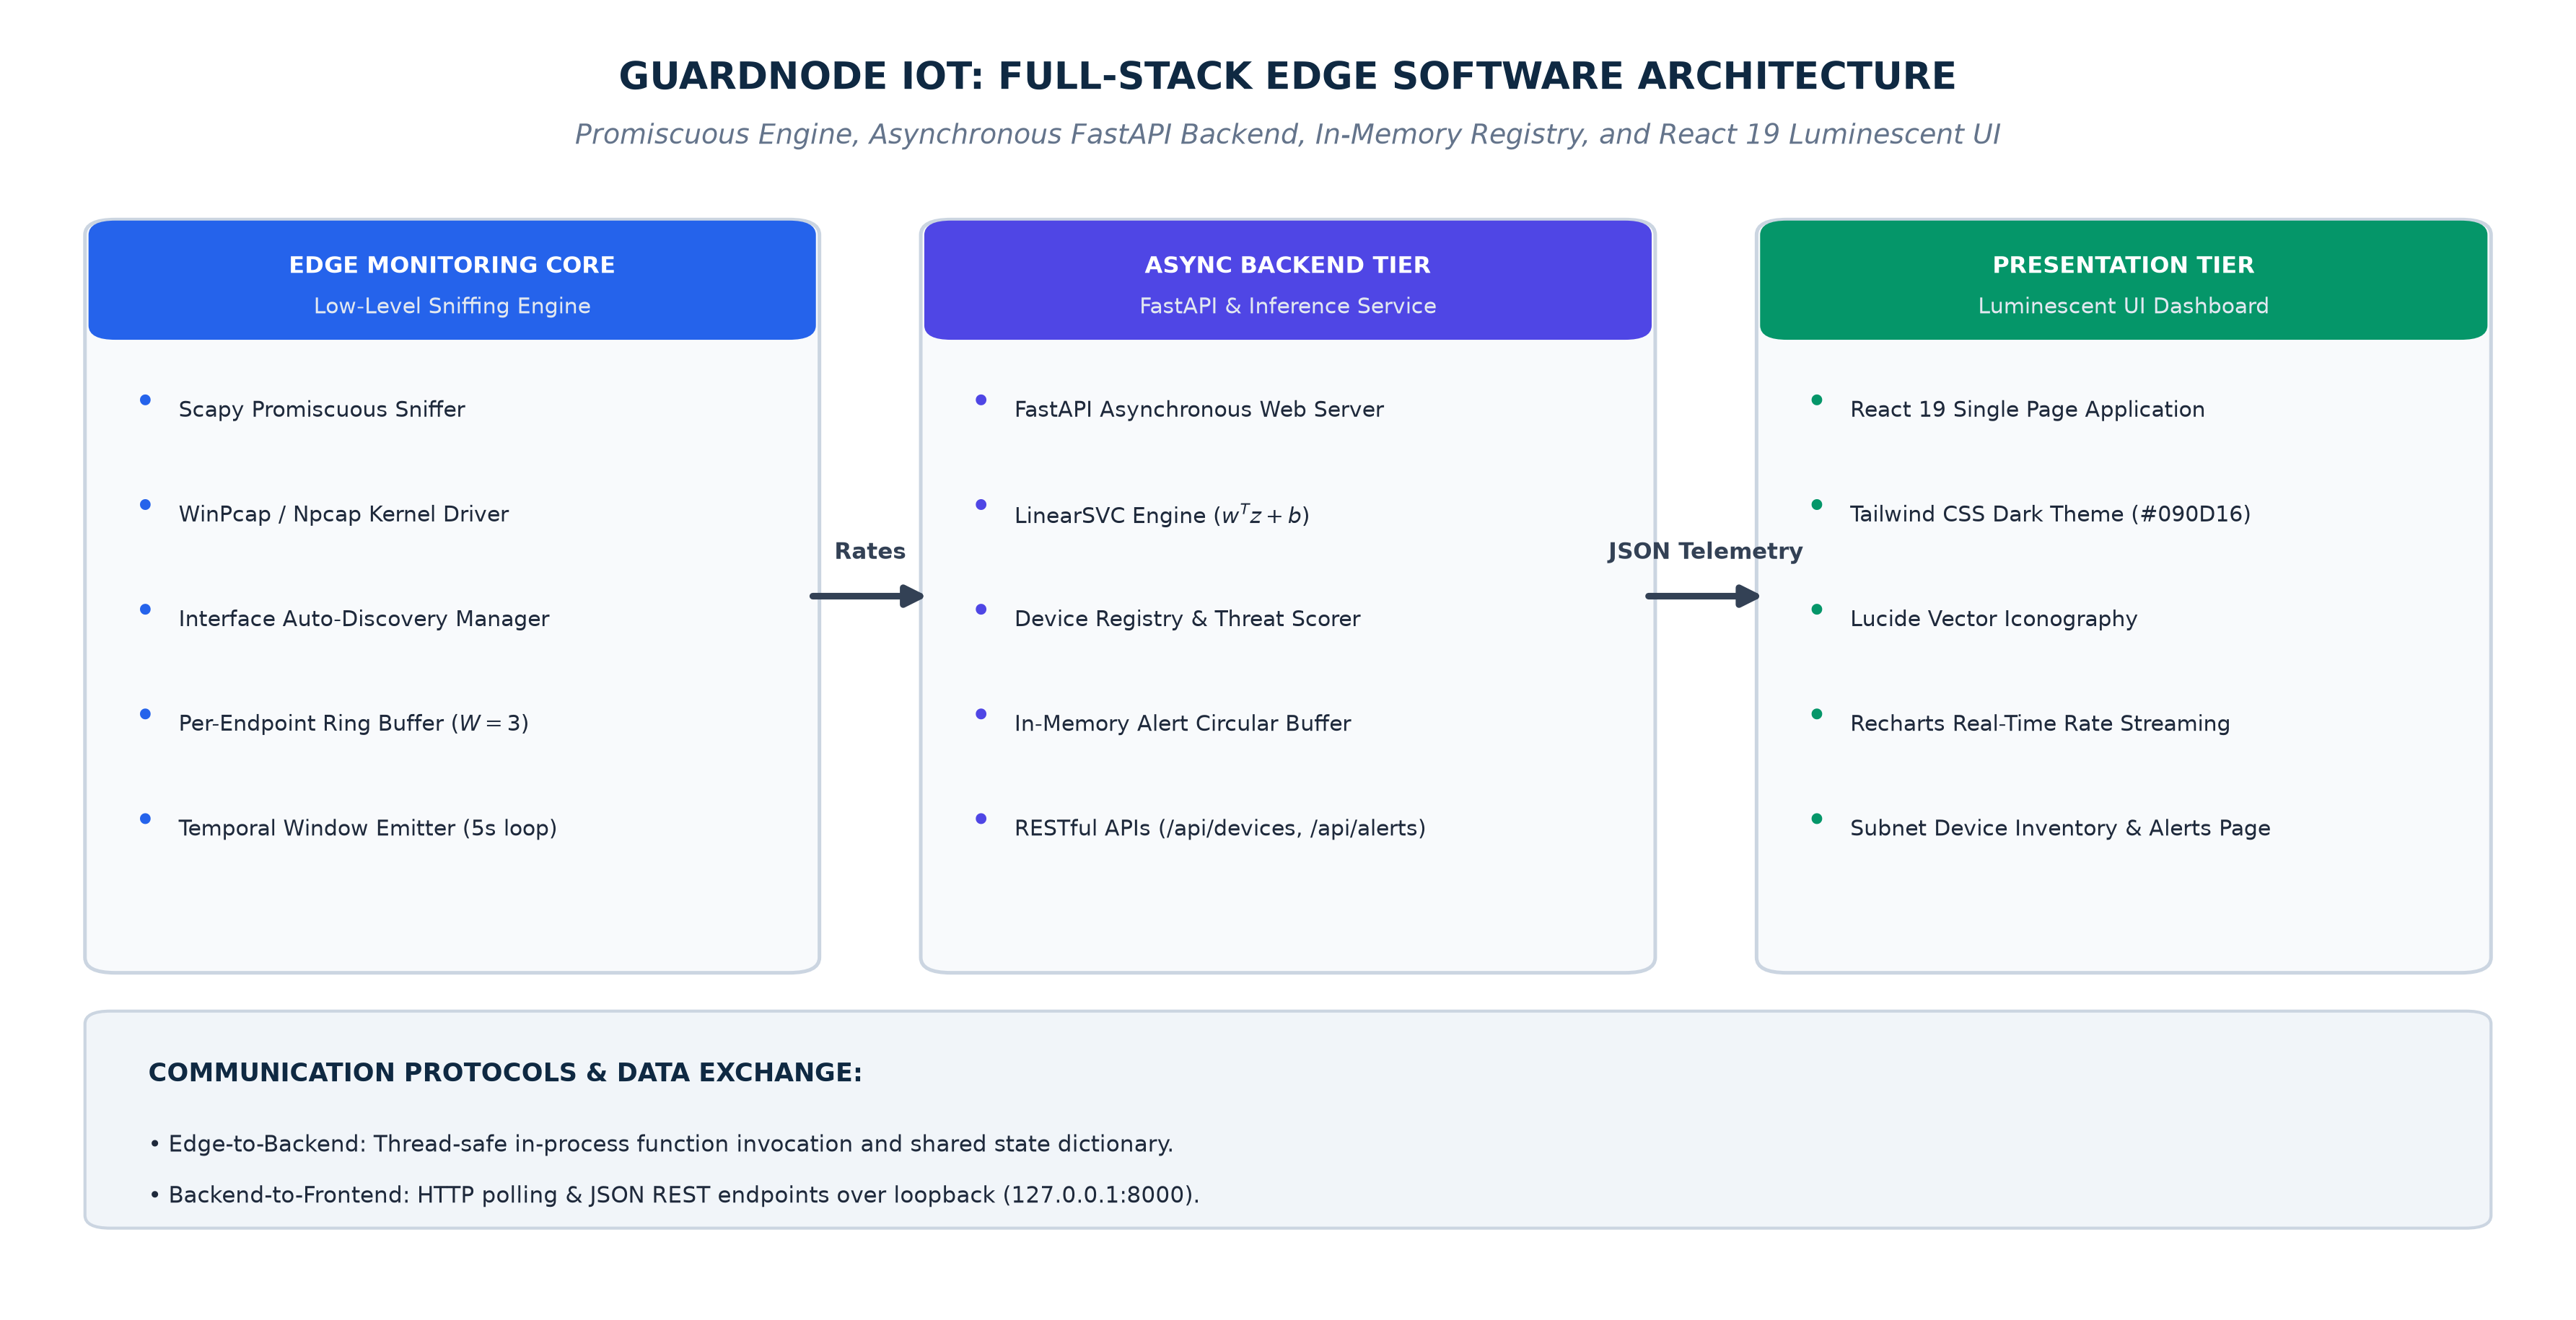 GUARDNODE IOT: FULL-STACK EDGE SOFTWARE ARCHITECTURE
Promiscuous Engine, Asynchronous FastAPI Backend, In-Memory Registry, and React 19 Luminescent UI
EDGE MONITORING CORE
Low-Level Sniffing Engine
• Scapy Promiscuous Sniffer
• WinPcap / Npcap Kernel Driver
• Interface Auto-Discovery Manager
• Per-Endpoint Ring Buffer (W = 3)
• Temporal Window Emitter (5s loop)
Rates
ASYNC BACKEND TIER
FastAPI & Inference Service
• FastAPI Asynchronous Web Server
• LinearSVC Engine (wᵀz + b)
• Device Registry & Threat Scorer
• In-Memory Alert Circular Buffer
• RESTful APIs (/api/devices, /api/alerts)
JSON Telemetry
PRESENTATION TIER
Luminescent UI Dashboard
• React 19 Single Page Application
• Tailwind CSS Dark Theme (#090D16)
• Lucide Vector Iconography
• Recharts Real-Time Rate Streaming
• Subnet Device Inventory & Alerts Page
COMMUNICATION PROTOCOLS & DATA EXCHANGE:
• Edge-to-Backend: Thread-safe in-process function invocation and shared state dictionary.
• Backend-to-Frontend: HTTP polling & JSON REST endpoints over loopback (127.0.0.1:8000).